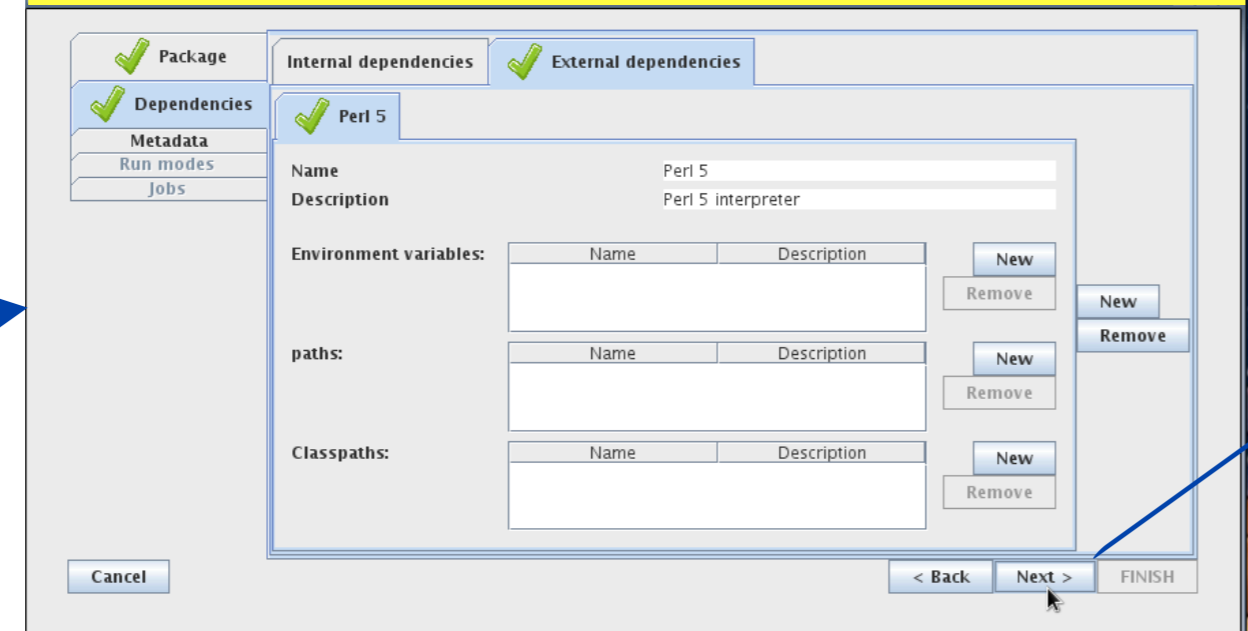 Package
Dependencies
Metadata
Run modes
Jobs
Internal dependencies
External dependencies
Perl 5
Name
Perl 5
Description
Perl 5 interpreter
Environment variables:
Name Description
New
Remove
paths:
Name Description
New
Remove
Classpaths:
Name Description
New
Remove
New
Remove
Cancel
< Back
Next >
FINISH